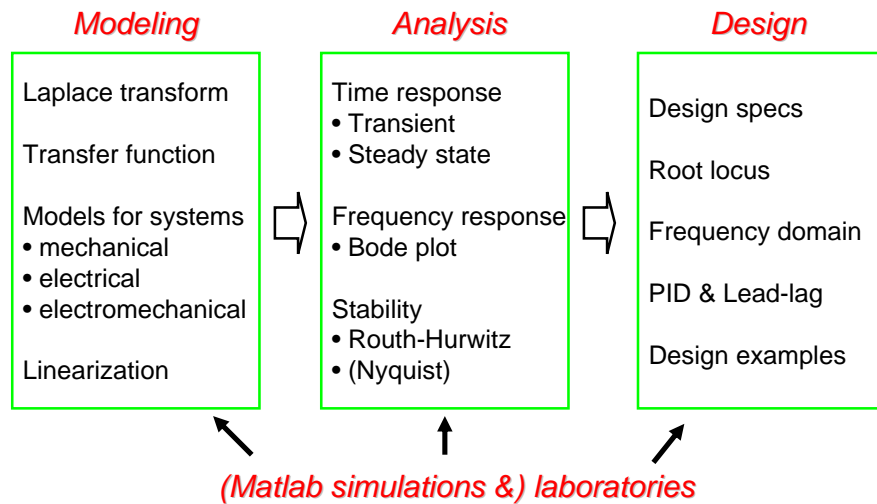 Modeling
Laplace transform
Transfer function
Models for systems
• mechanical
• electrical
• electromechanical
Linearization
Analysis
Time response
• Transient
• Steady state
Frequency response
• Bode plot
Stability
• Routh-Hurwitz
• (Nyquist)
Design
Design specs
Root locus
Frequency domain
PID & Lead-lag
Design examples
(Matlab simulations &) laboratories